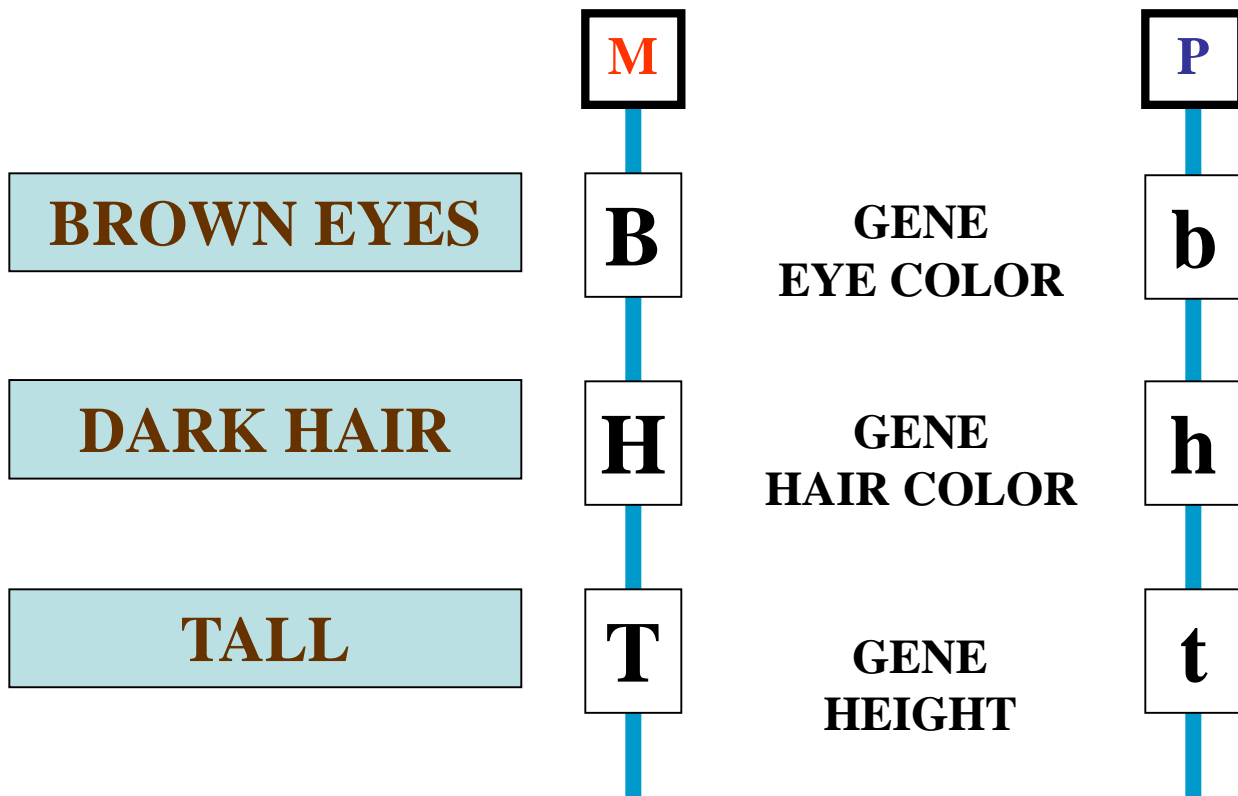 M
P
BROWN EYES
B
GENE
EYE COLOR
b
DARK HAIR
H
GENE
HAIR COLOR
h
TALL
T
GENE
HEIGHT
t